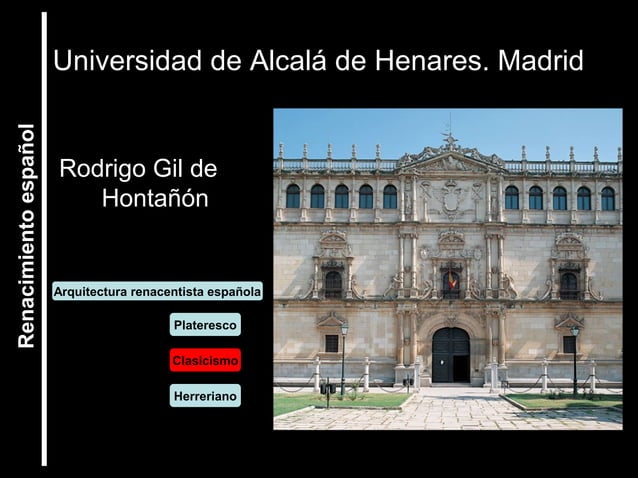 Universidad de Alcalá de Henares. Madrid
Renacimiento español
Rodrigo Gil de
Hontañón
Arquitectura renacentista española
Plateresco
Clasicismo
Herreriano